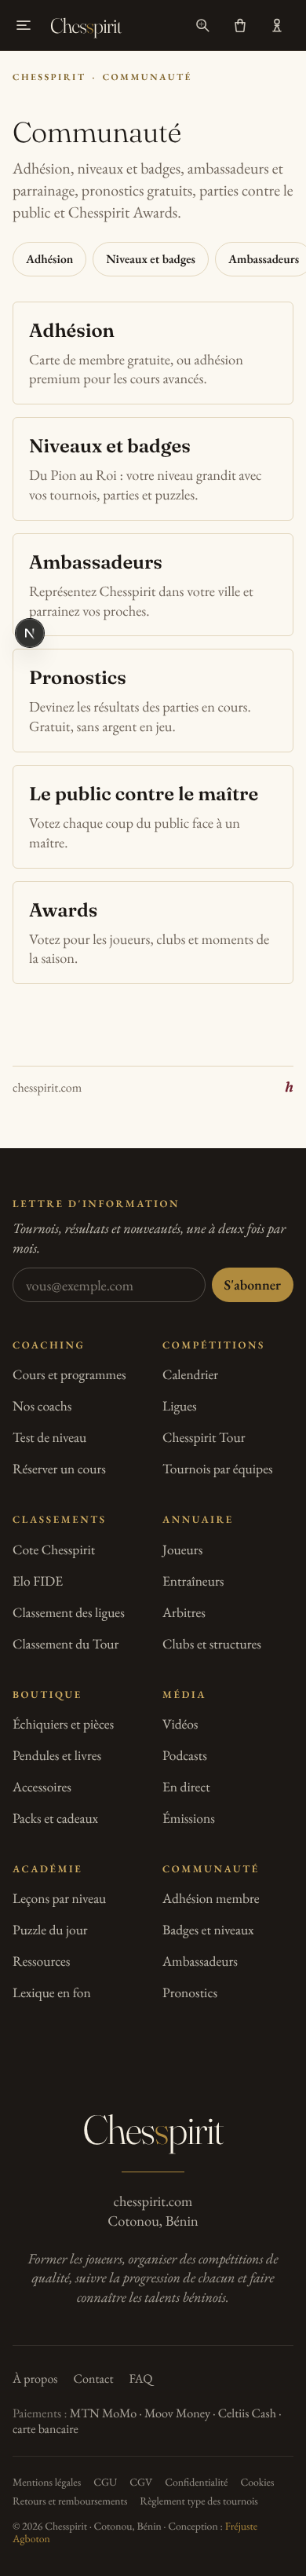 Chesspirit
CHESSPIRIT · COMMUNAUTÉ
Communauté
Adhésion, niveaux et badges, ambassadeurs et
parrainage, pronostics gratuits, parties contre le
public et Chesspirit Awards.
Adhésion
Niveaux et badges
Ambassadeurs
Adhésion
Carte de membre gratuite, ou adhésion
premium pour les cours avancés.
Niveaux et badges
Du Pion au Roi : votre niveau grandit avec
vos tournois, parties et puzzles.
Ambassadeurs
Représentez Chesspirit dans votre ville et
parrainez vos proches.
N
Pronostics
Devinez les résultats des parties en cours.
Gratuit, sans argent en jeu.
Le public contre le maître
Votez chaque coup du public face à un
maître.
Awards
Votez pour les joueurs, clubs et moments de
la saison.
chesspirit.com
h
LETTRE D'INFORMATION
Tournois, résultats et nouveautés, une à deux fois par
mois.
vous@exemple.com
S'abonner
COACHING
Cours et programmes
Nos coachs
Test de niveau
Réserver un cours
COMPÉTITIONS
Calendrier
Ligues
Chesspirit Tour
Tournois par équipes
CLASSEMENTS
Cote Chesspirit
Elo FIDE
Classement des ligues
Classement du Tour
ANNUAIRE
Joueurs
Entraîneurs
Arbitres
Clubs et structures
BOUTIQUE
Échiquiers et pièces
Pendules et livres
Accessoires
Packs et cadeaux
MÉDIA
Vidéos
Podcasts
En direct
Émissions
ACADÉMIE
Leçons par niveau
Puzzle du jour
Ressources
Lexique en fon
COMMUNAUTÉ
Adhésion membre
Badges et niveaux
Ambassadeurs
Pronostics
Chesspirit
chesspirit.com
Cotonou, Bénin
Former les joueurs, organiser des compétitions de
qualité, suivre la progression de chacun et faire
connaître les talents béninois.
À propos
Contact
FAQ
Paiements : MTN MoMo · Moov Money · Celtiis Cash ·
carte bancaire
Mentions légales
CGU
CGV
Confidentialité
Cookies
Retours et remboursements
Règlement type des tournois
© 2026 Chesspirit · Cotonou, Bénin · Conception : Fréjuste
Agboton